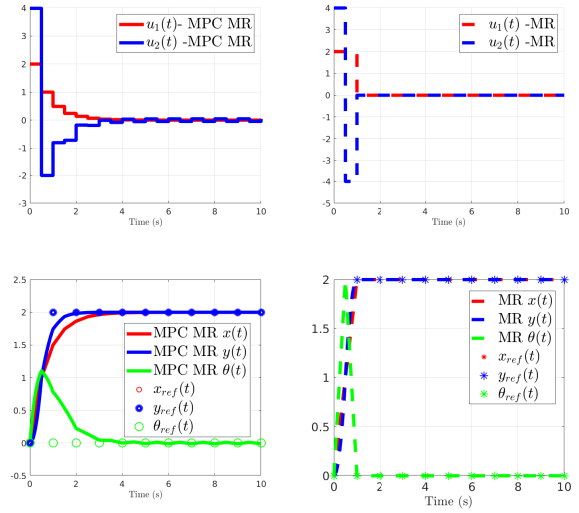 4
3
2
1
0
-1
-2
-3
0
2
4
6
8
10
Time (s)
u1(t)- MPC MR
u2(t) -MPC MR
4
3
2
1
0
-1
-2
-3
-4
-5
0
2
4
6
8
10
Time (s)
u1(t) -MR
u2(t) -MR
2.5
2
1.5
1
0.5
0
-0.5
0
2
4
6
8
10
Time (s)
MPC MR x(t)
MPC MR y(t)
MPC MR θ(t)
xref(t)
yref(t)
θref(t)
2
1.5
1
0.5
0
0
2
4
6
8
10
Time (s)
MR x(t)
MR y(t)
MR θ(t)
xref(t)
yref(t)
θref(t)